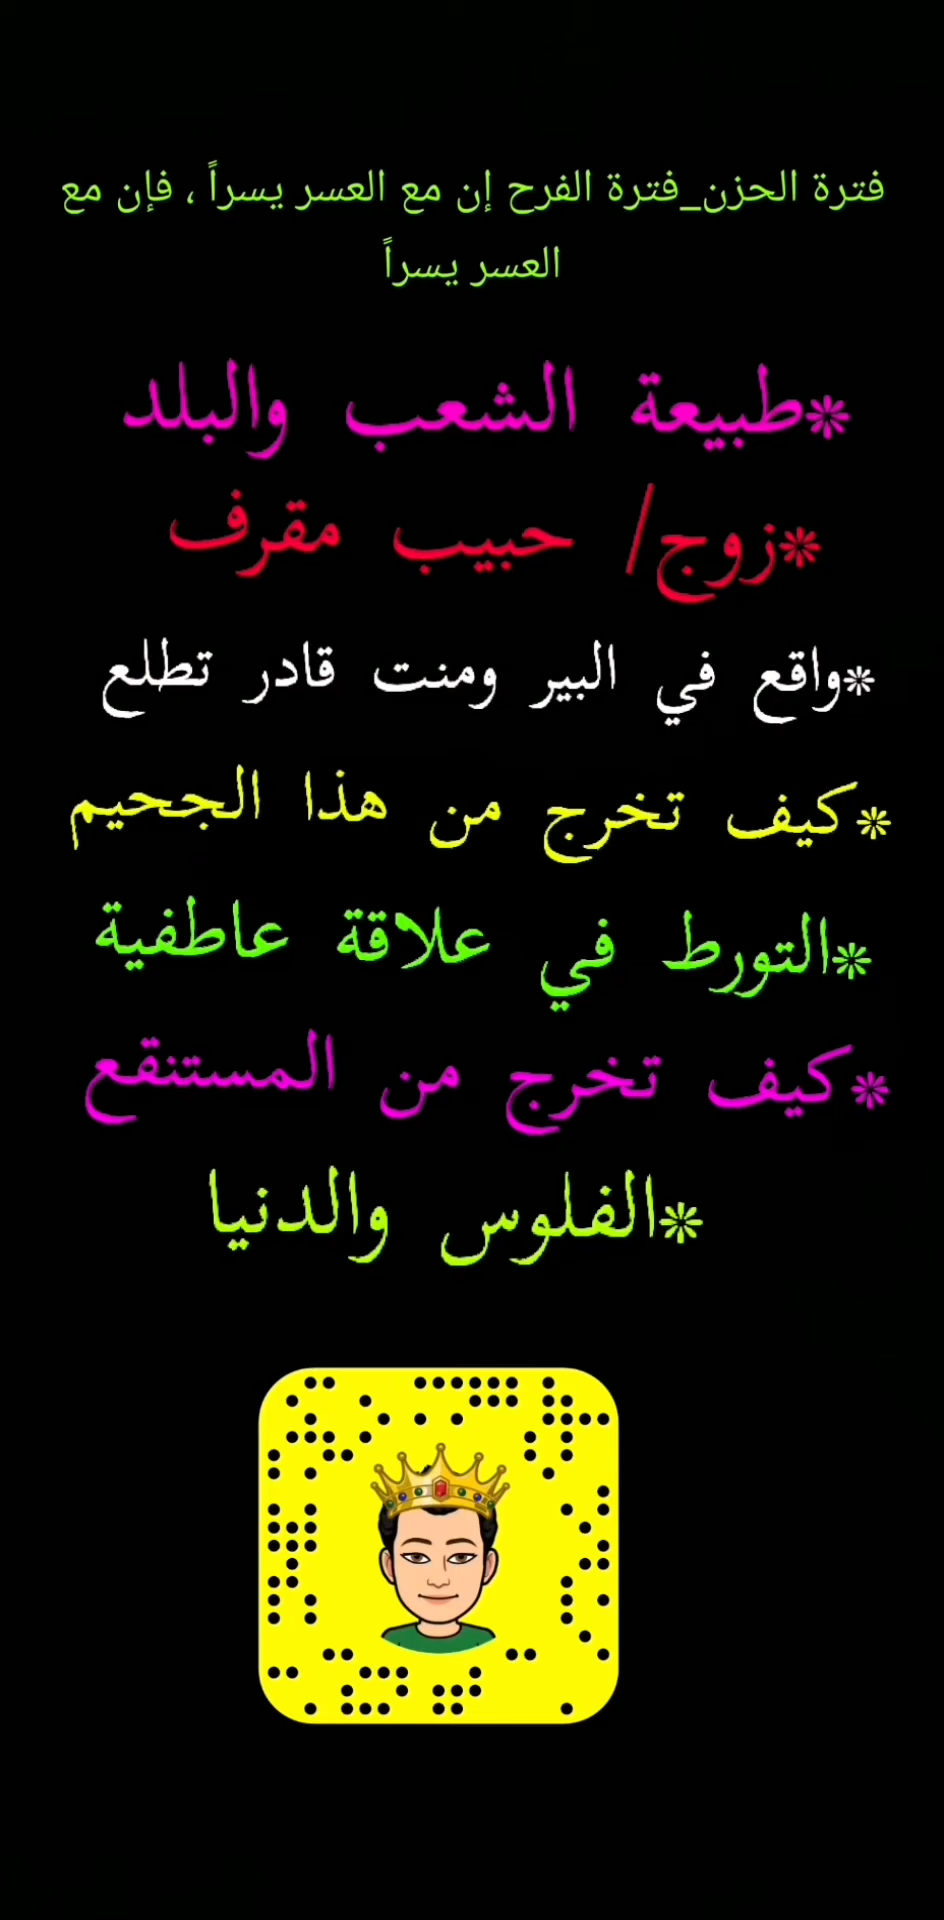 فترة الحزن_فترة الفرح إن مع العسر يسراً ، فإن مع
العسر يسراً
*طبيعة الشعب والبلد
*زوج/ حبيب مقرف
*واقع في البير ومنت قادر تطلع
*كيف تخرج من هذا الجحيم
*التورط في علاقة عاطفية
*كيف تخرج من المستنقع
*الفلوس والدنيا